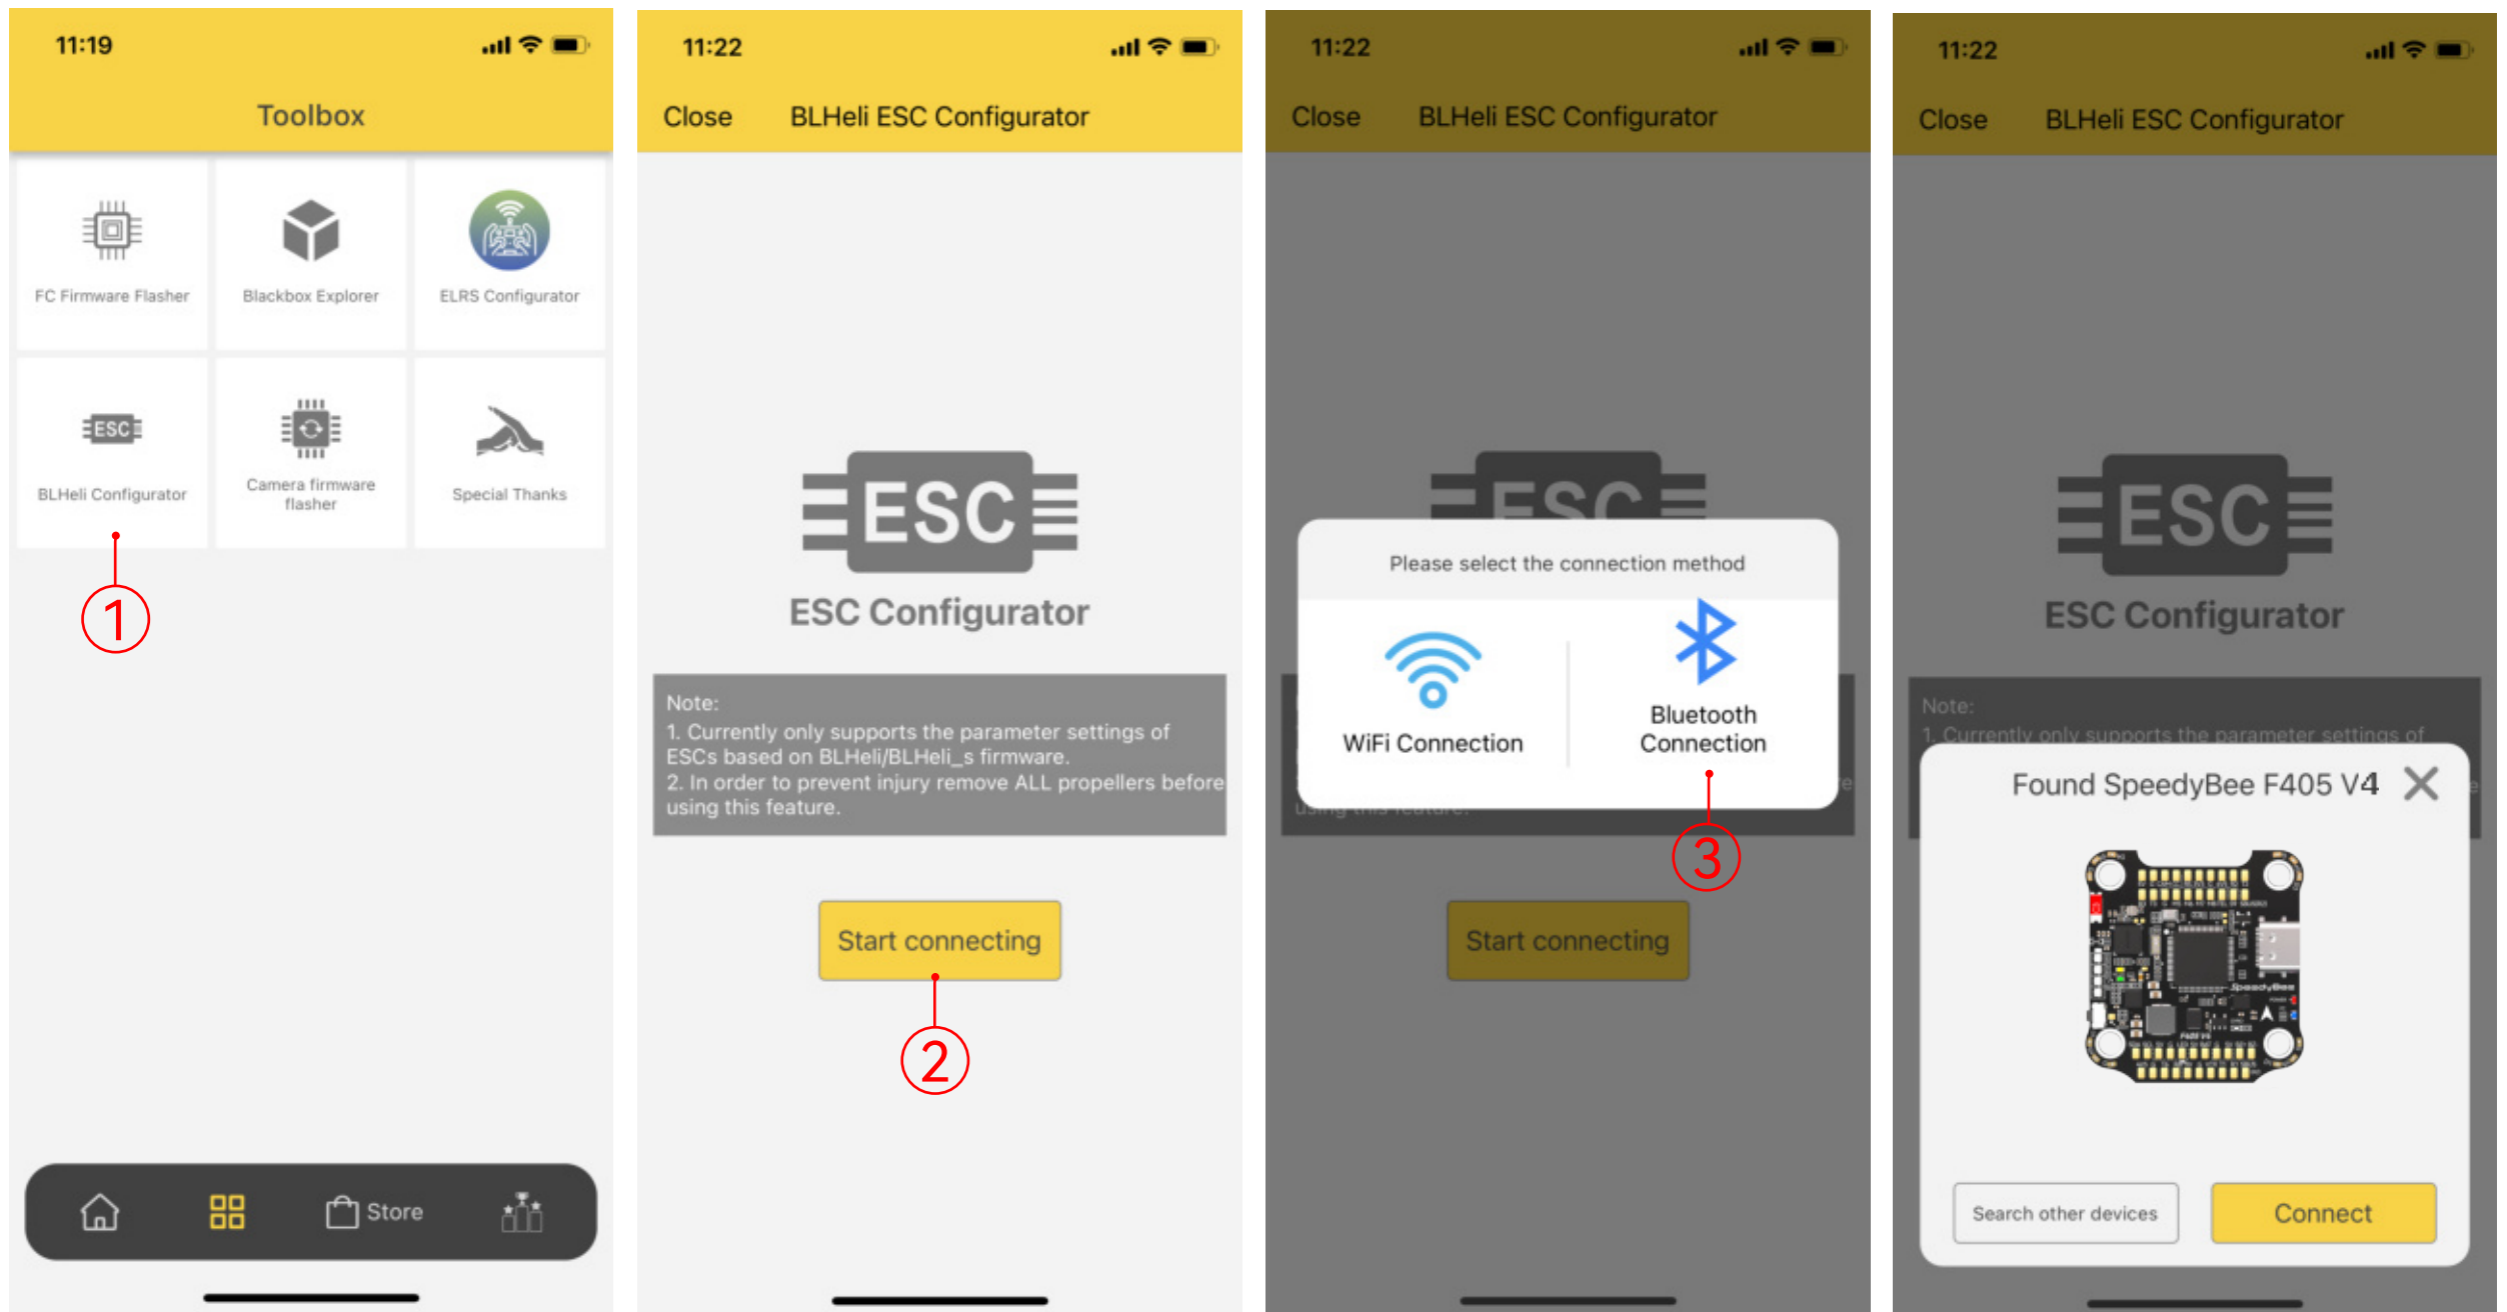 11:19
Toolbox
FC Firmware Flasher
Blackbox Explorer
ELRS Configurator
ESC
BLHeli Configurator
Camera firmware
flasher
Special Thanks
1
Store
11:22
Close BLHeli ESC Configurator
ESC
ESC Configurator
Note:
1. Currently only supports the parameter settings of
ESCs based on BLHeli/BLHeli_s firmware.
2. In order to prevent injury remove ALL propellers before
using this feature.
Start connecting
2
11:22
Close BLHeli ESC Configurator
ESC
Please select the connection method
WiFi Connection
Bluetooth
Connection
using this feature.
3
Start connecting
11:22
Close BLHeli ESC Configurator
ESC
ESC Configurator
Note:
1. Currently only supports the parameter settings of
Found SpeedyBee F405 V4
SpeedyBee
Search other devices
Connect